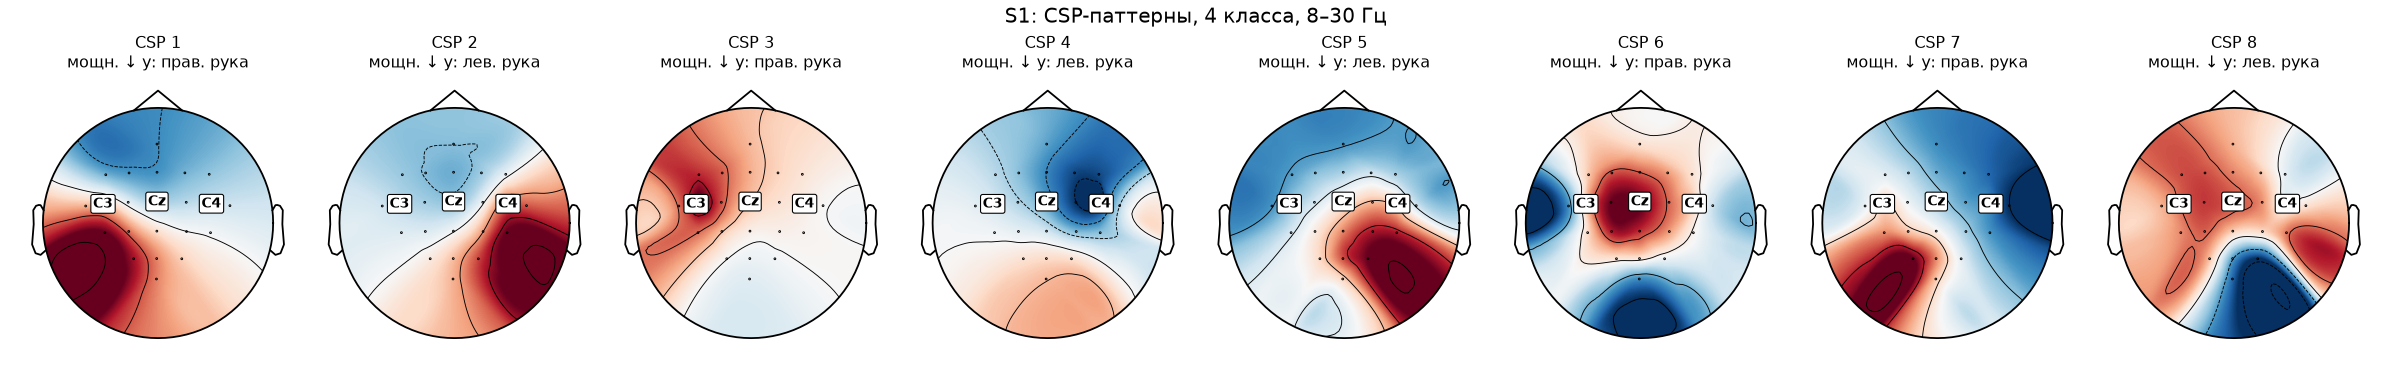 S1: CSP-паттерны, 4 класса, 8–30 Гц
CSP 1
мощн. ↓ у: прав. рука
C3
Cz
C4
CSP 2
мощн. ↓ у: лев. рука
C3
Cz
C4
CSP 3
мощн. ↓ у: прав. рука
C3
Cz
C4
CSP 4
мощн. ↓ у: лев. рука
C3
Cz
C4
CSP 5
мощн. ↓ у: лев. рука
C3
Cz
C4
CSP 6
мощн. ↓ у: прав. рука
C3
Cz
C4
CSP 7
мощн. ↓ у: прав. рука
C3
Cz
C4
CSP 8
мощн. ↓ у: лев. рука
C3
Cz
C4